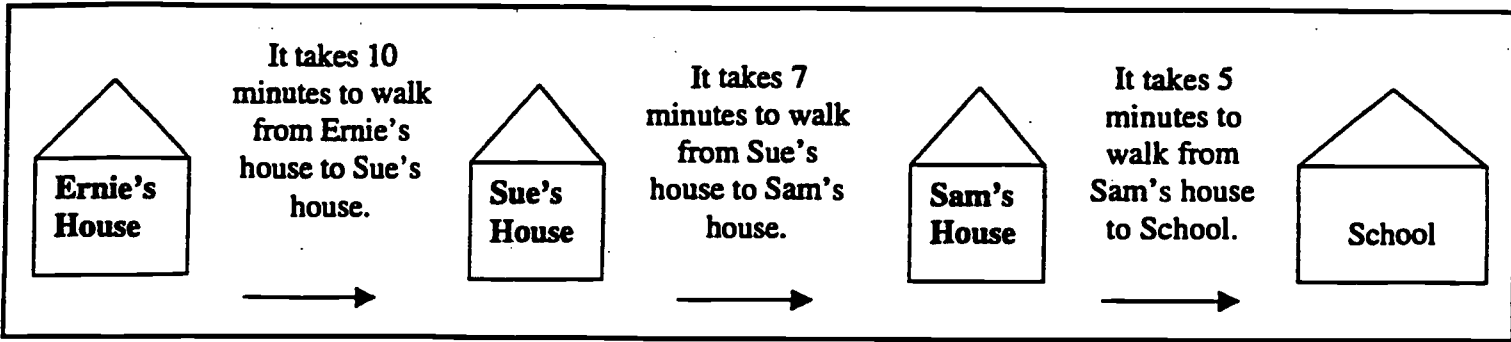 Ernie's
House
It takes 10
minutes to walk
from Ernie's
house to Sue's
house.
Sue's
House
It takes 7
minutes to walk
from Sue's
house to Sam's
house.
Sam's
House
It takes 5
minutes to
walk from
Sam's house
to School.
School